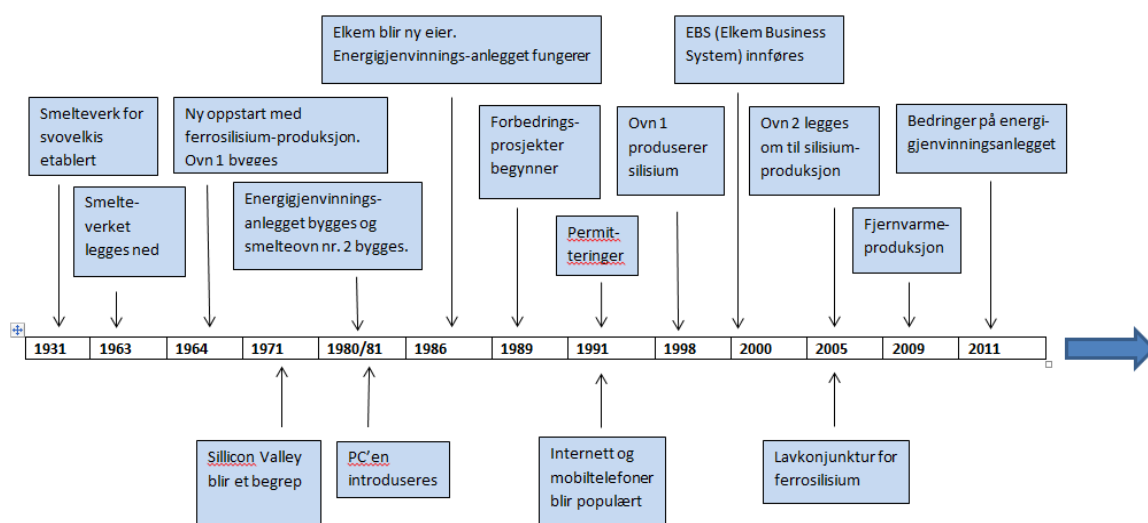 Elkem blir ny eier.
Energigjenvinnings-anlegget fungerer
EBS (Elkem Business
System) innføres
Smelteverk for
svovelkis
etablert
Ny oppstart med
ferrosilisium-produksjon.
Ovn 1 bygges
Forbedrings-
prosjekter
begynner
Ovn 1
produserer
silisium
Ovn 2 legges
om til silisium-
produksjon
Bedringer på energi-
gjenvinningsanlegget
Smelte-
verket
legges ned
Energigjenvinnings-
anlegget bygges og
smelteovn nr. 2 bygges.
Permit-
teringer
Fjernvarme-
produksjon
1931 1963 1964 1971 1980/81 1986 1989 1991 1998 2000 2005 2009 2011
Sillicon Valley
blir et begrep
PC'en
introduseres
Internett og
mobiltelefoner
blir populært
Lavkonjunktur for
ferrosilisium